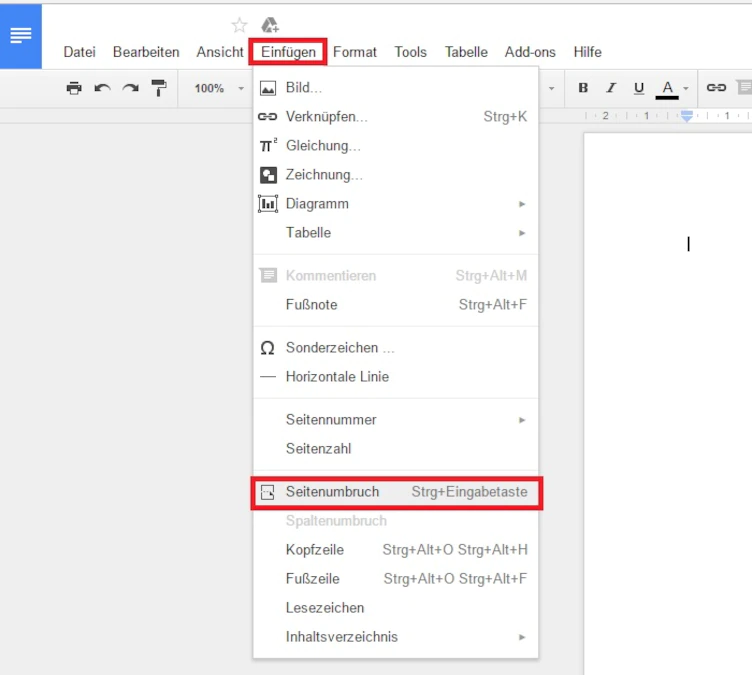 Datei Bearbeiten Ansicht Einfügen Format Tools Tabelle Add-ons Hilfe
100% B I U A
2 1 1
Bild...
Verknüpfen... Strg+K
π² Gleichung...
Zeichnung...
Diagramm
Tabelle
Kommentieren Strg+Alt+M
Fußnote Strg+Alt+F
Ω Sonderzeichen ...
Horizontale Linie
Seitennummer
Seitenzahl
Seitenumbruch Strg+Eingabetaste
Spaltenumbruch
Kopfzeile Strg+Alt+O Strg+Alt+H
Fußzeile Strg+Alt+O Strg+Alt+F
Lesezeichen
Inhaltsverzeichnis